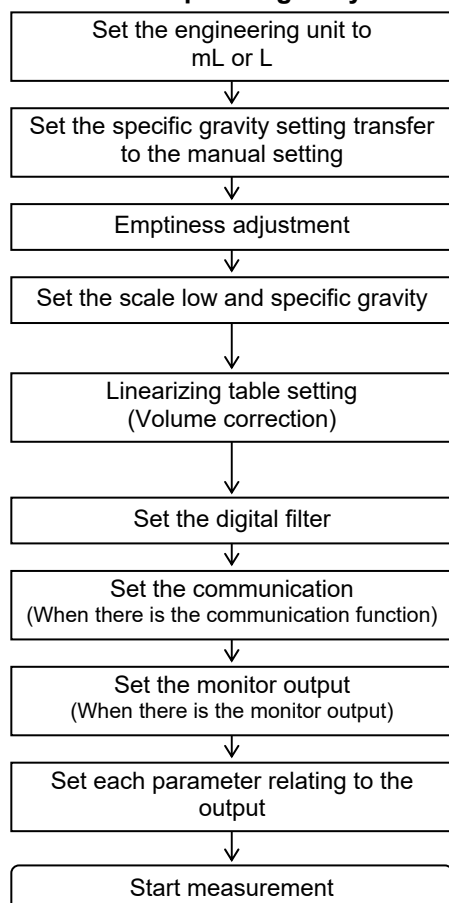 Set the engineering unit to
mL or L
Set the specific gravity setting transfer
to the manual setting
Emptiness adjustment
Set the scale low and specific gravity
Linearizing table setting
(Volume correction)
Set the digital filter
Set the communication
(When there is the communication function)
Set the monitor output
(When there is the monitor output)
Set each parameter relating to the
output
Start measurement